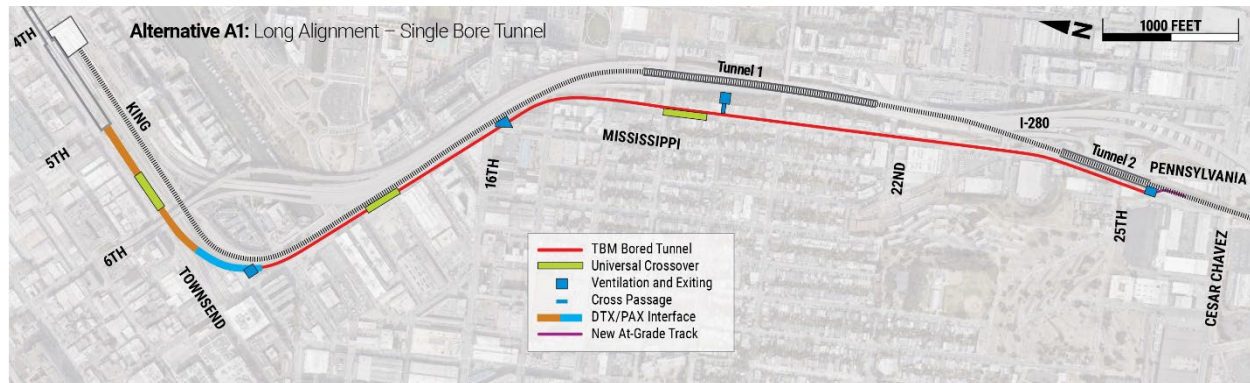 Alternative A1: Long Alignment – Single Bore Tunnel
N
1000 FEET
4TH
KING
5TH
6TH
TOWNSEND
16TH
Tunnel 1
MISSISSIPPI
I-280
22ND
Tunnel 2
PENNSYLVANIA
25TH
CESAR CHAVEZ
TBM Bored Tunnel
Universal Crossover
Ventilation and Exiting
Cross Passage
DTX/PAX Interface
New At-Grade Track